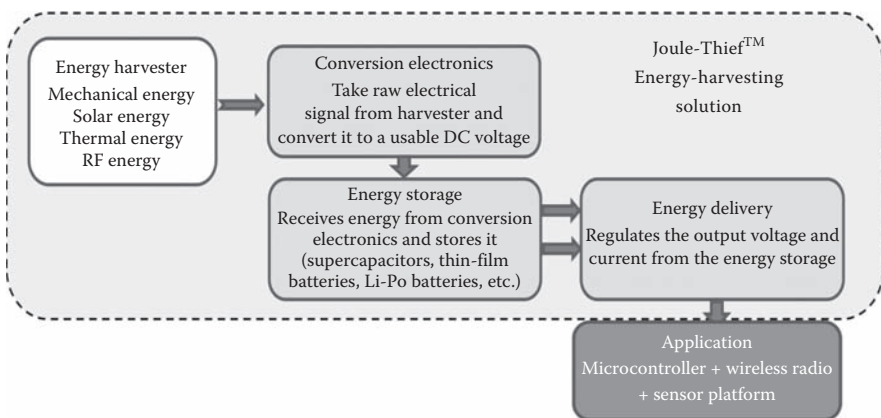 Energy harvester
Mechanical energy
Solar energy
Thermal energy
RF energy
Conversion electronics
Take raw electrical
signal from harvester and
convert it to a usable DC voltage
Joule-Thief™
Energy-harvesting
solution
Energy storage
Receives energy from conversion
electronics and stores it
(supercapacitors, thin-film
batteries, Li-Po batteries, etc.)
Energy delivery
Regulates the output voltage and
current from the energy storage
Application
Microcontroller + wireless radio
+ sensor platform